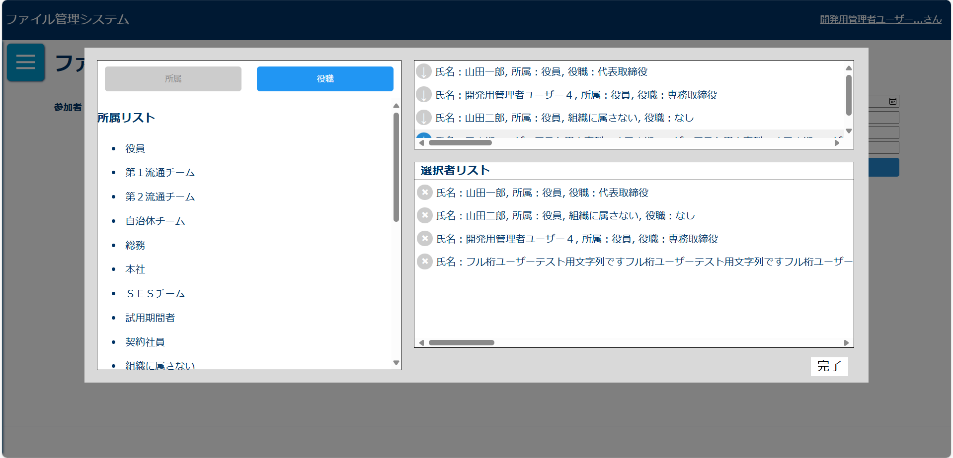 ファイル管理システム
開発用管理者ユーザー...さん
ファ
参加者
所属
役職
所属リスト
役員
第1流通チーム
第2流通チーム
自治体チーム
総務
本社
SESチーム
試用期間者
契約社員
組織に属さない
氏名:山田一郎, 所属:役員, 役職:代表取締役
氏名:開発用管理者ユーザー4, 所属:役員, 役職:専務取締役
氏名:山田二郎, 所属:役員, 組織に属さない, 役職:なし
選択者リスト
氏名:山田一郎, 所属:役員, 役職:代表取締役
氏名:山田二郎, 所属:役員, 組織に属さない, 役職:なし
氏名:開発用管理者ユーザー4, 所属:役員, 役職:専務取締役
氏名:フル桁ユーザーテスト用文字列ですフル桁ユーザーテスト用文字列ですフル桁ユーザー
完了